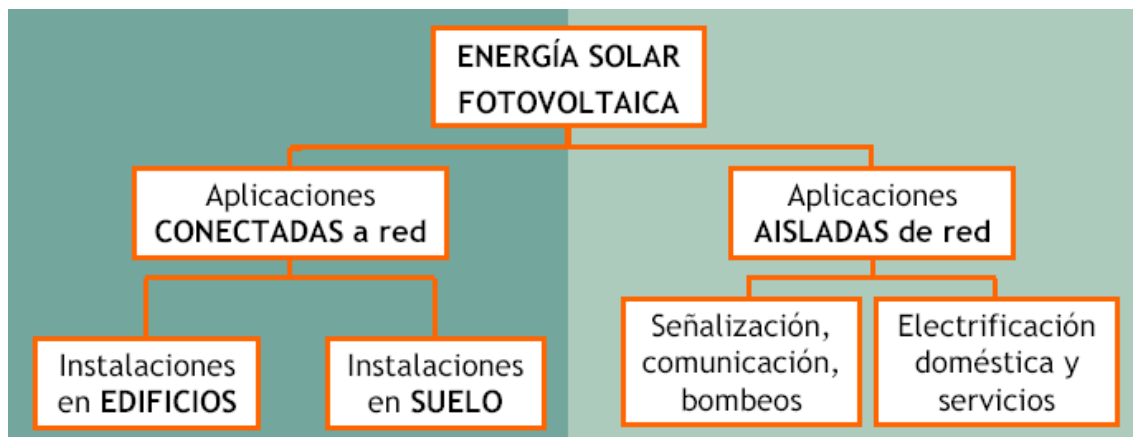 ENERGÍA SOLAR
FOTOVOLTAICA
Aplicaciones
CONECTADAS a red
Aplicaciones
AISLADAS de red
Instalaciones
en EDIFICIOS
Instalaciones
en SUELO
Señalización,
comunicación,
bombeos
Electrificación
doméstica y
servicios